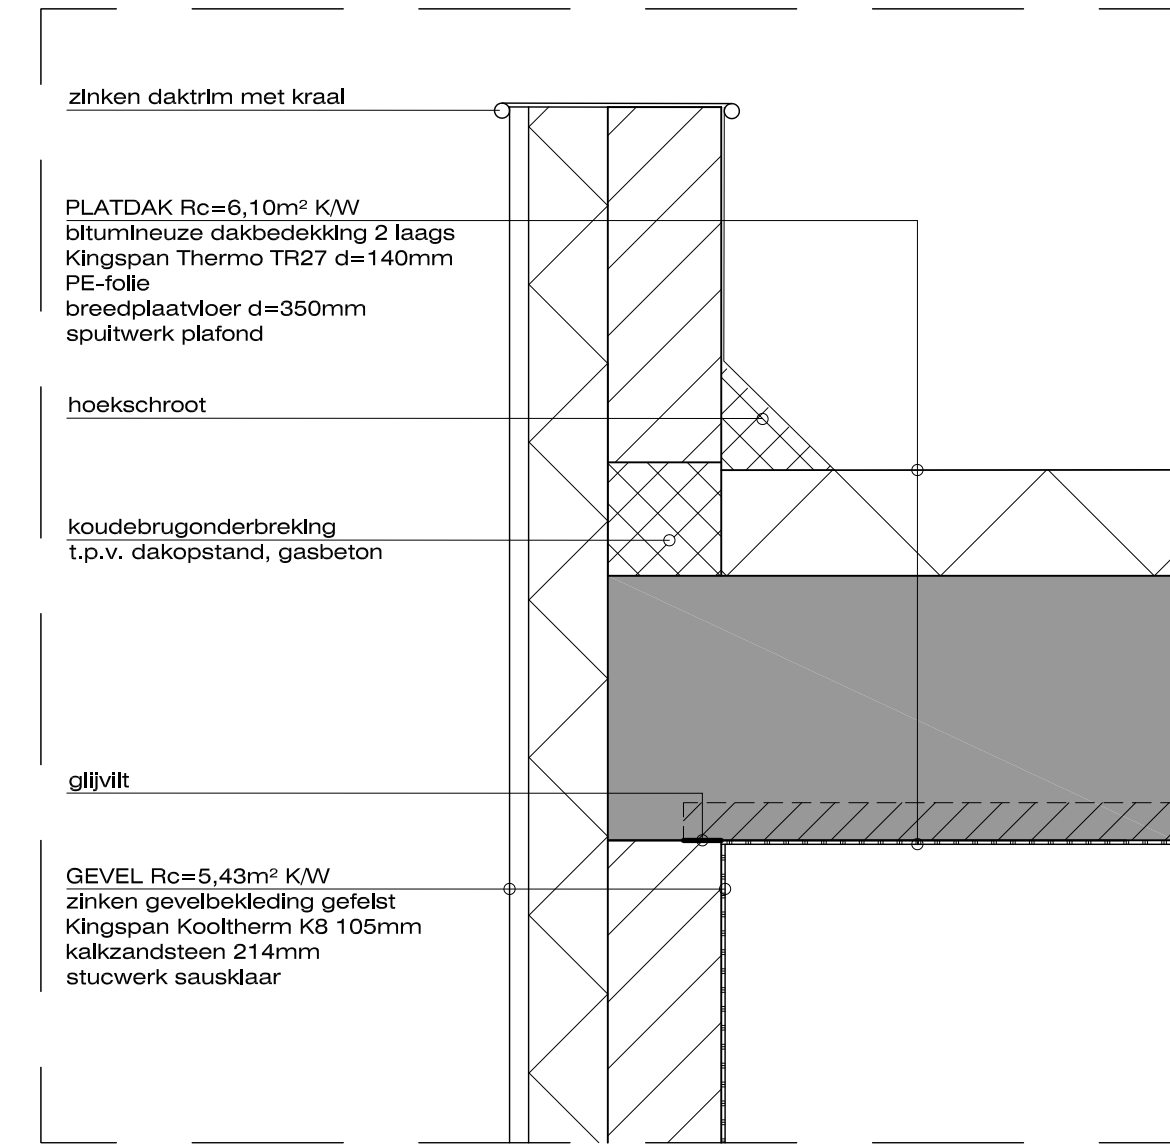 zinken daktrim met kraal
PLATDAK Rc=6,10m² K/W
bitumineuze dakbedekking 2 laags
Kingspan Thermo TR27 d=140mm
PE-folie
breedplaatvloer d=350mm
spuitwerk plafond
hoekschroot
koudebrugonderbreking
t.p.v. dakopstand, gasbeton
glijvilt
GEVEL Rc=5,43m² K/W
zinken gevelbekleding gefelst
Kingspan Kooltherm K8 105mm
kalkzandsteen 214mm
stucwerk sausklaar